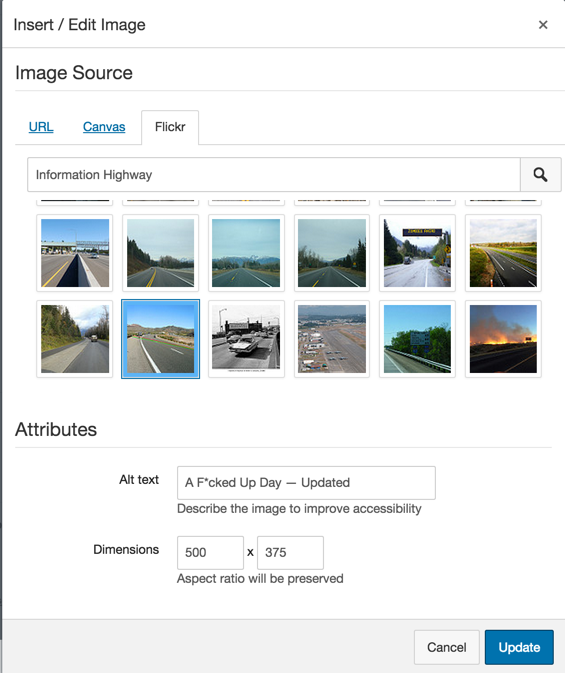 Insert / Edit Image ×
Image Source
URL Canvas Flickr
Information Highway
Attributes
Alt text A F*cked Up Day — Updated
Describe the image to improve accessibility
Dimensions 500 x 375
Aspect ratio will be preserved
Cancel Update